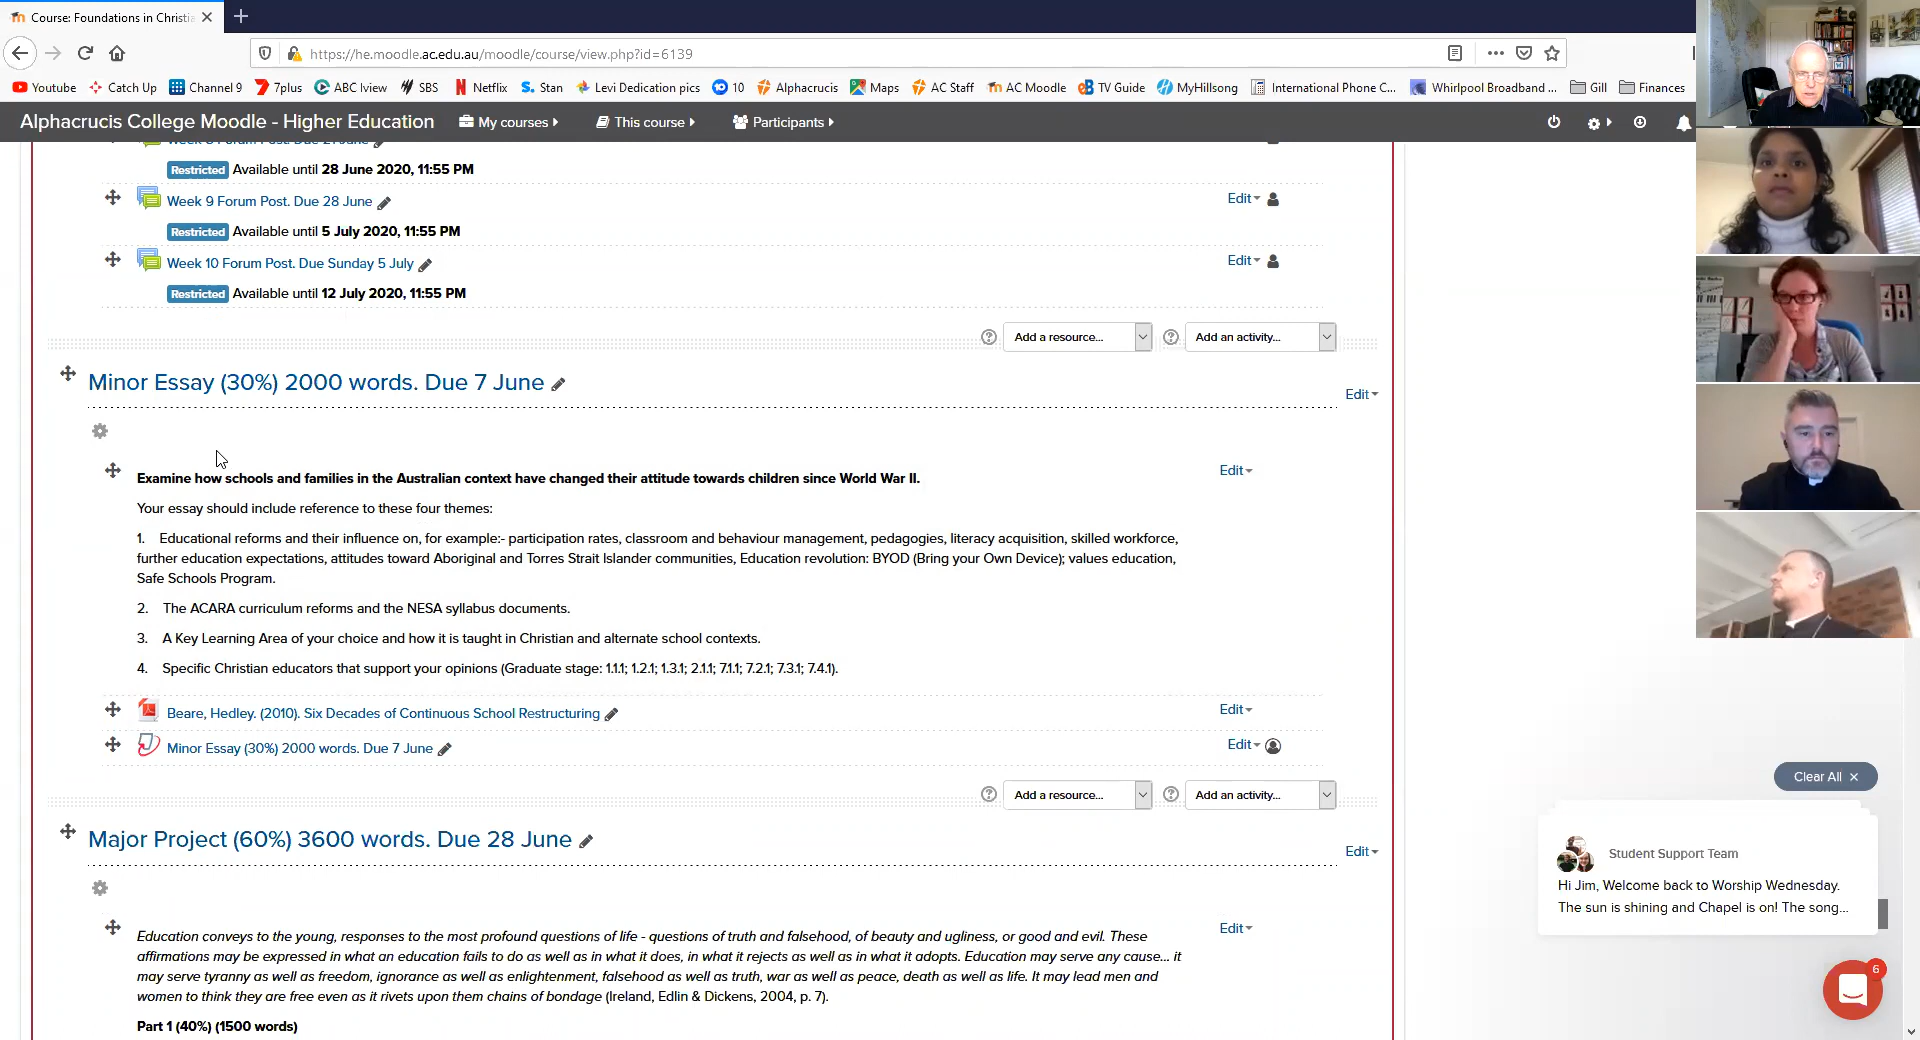 Course: Foundations in Christi
https://he.moodle.ac.edu.au/moodle/course/view.php?id=6139
Youtube Catch Up Channel 9 7plus ABC Iview SBS Netflix Stan Levi Dedication pics 10 Alphacrucis Maps AC Staff AC Moodle TV Guide MyHillsong International Phone C... Whirlpool Broadband ... Gill Finances
Alphacrucis College Moodle - Higher Education My courses This course Participants
Restricted Available until 28 June 2020, 11:55 PM
Week 9 Forum Post. Due 28 June Edit
Restricted Available until 5 July 2020, 11:55 PM
Week 10 Forum Post. Due Sunday 5 July Edit
Restricted Available until 12 July 2020, 11:55 PM
Add a resource... Add an activity...
Minor Essay (30%) 2000 words. Due 7 June
Edit
Edit
Examine how schools and families in the Australian context have changed their attitude towards children since World War II.
Your essay should include reference to these four themes:
1. Educational reforms and their influence on, for example:- participation rates, classroom and behaviour management, pedagogies, literacy acquisition, skilled workforce,
further education expectations, attitudes toward Aboriginal and Torres Strait Islander communities, Education revolution: BYOD (Bring your Own Device); values education,
Safe Schools Program.
2. The ACARA curriculum reforms and the NESA syllabus documents.
3. A Key Learning Area of your choice and how it is taught in Christian and alternate school contexts.
4. Specific Christian educators that support your opinions (Graduate stage: 1.1.1; 1.2.1; 1.3.1; 2.1.1; 7.1.1; 7.2.1; 7.3.1; 7.4.1).
Beare, Hedley. (2010). Six Decades of Continuous School Restructuring Edit
Minor Essay (30%) 2000 words. Due 7 June Edit
Add a resource... Add an activity...
Major Project (60%) 3600 words. Due 28 June
Edit
Edit
Education conveys to the young, responses to the most profound questions of life - questions of truth and falsehood, of beauty and ugliness, or good and evil. These
affirmations may be expressed in what an education fails to do as well as in what it does, in what it rejects as well as in what it adopts. Education may serve any cause... it
may serve tyranny as well as freedom, ignorance as well as enlightenment, falsehood as well as truth, war as well as peace, death as well as life. It may lead men and
women to think they are free even as it rivets upon them chains of bondage (Ireland, Edlin & Dickens, 2004, p. 7).
Part 1 (40%) (1500 words)
Clear All
Student Support Team
Hi Jim, Welcome back to Worship Wednesday.
The sun is shining and Chapel is on! The song...
6